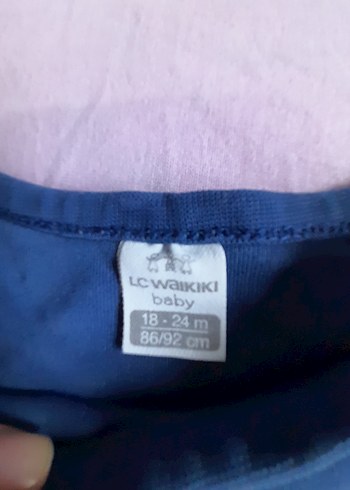 LC WAIKIKI
baby
18 - 24 m
86/92 cm